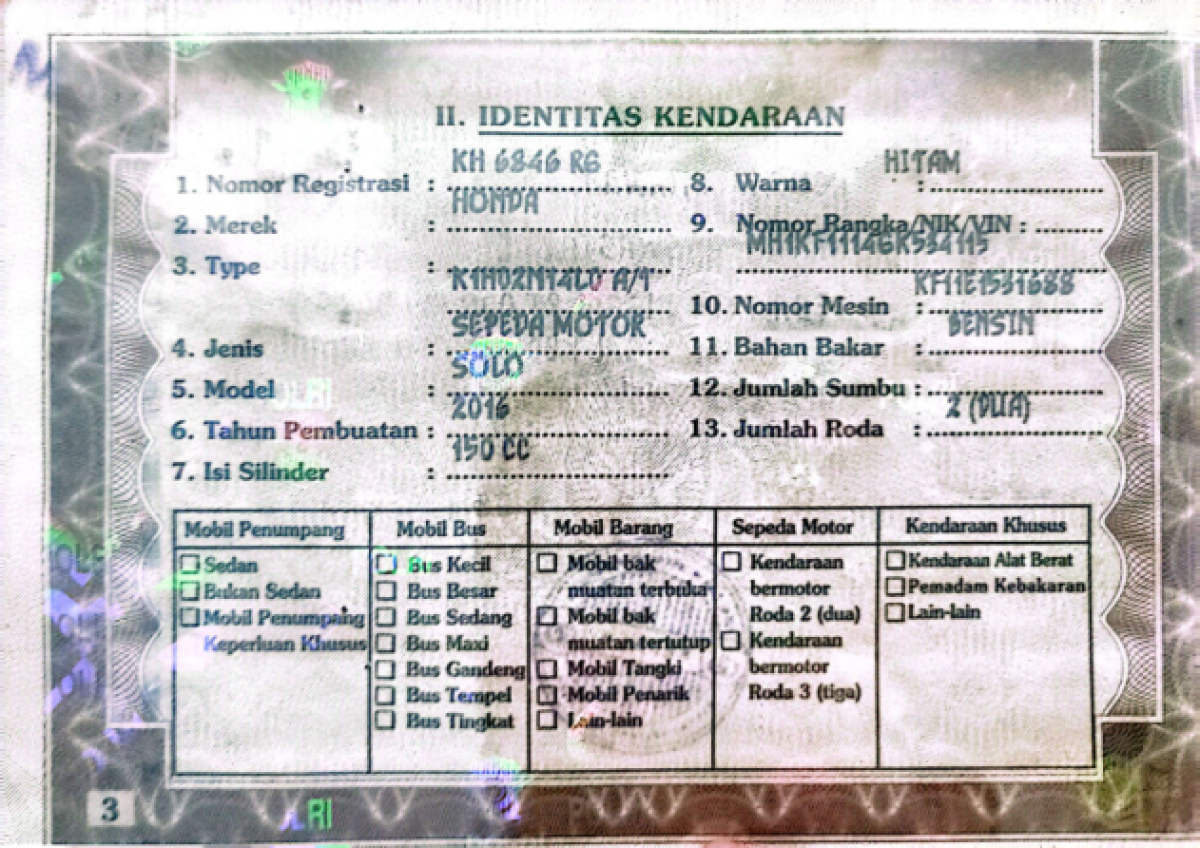 II. IDENTITAS KENDARAAN
1. Nomor Registrasi : KH 6846 RG
2. Merek : HONDA
3. Type : K1H02N14L0 A/T
4. Jenis : SEPEDA MOTOR
5. Model : SOLO
6. Tahun Pembuatan : 2016
7. Isi Silinder : 150 CC
8. Warna : HITAM
9. Nomor Rangka/NIK/VIN :
MH1KF1114GK534115
10. Nomor Mesin : KF11E1531688
11. Bahan Bakar : BENSIN
12. Jumlah Sumbu :
13. Jumlah Roda : 2 (DUA)
Mobil Penumpang
Sedan
Bukan Sedan
Mobil Penumpang
Keperluan Khusus
Mobil Bus
Bus Kecil
Bus Besar
Bus Sedang
Bus Maxi
Bus Gandeng
Bus Tempel
Bus Tingkat
Mobil Barang
Mobil bak
muatan terbuka
Mobil bak
muatan tertutup
Mobil Tangki
Mobil Penarik
Lain-lain
Sepeda Motor
Kendaraan
bermotor
Roda 2 (dua)
Kendaraan
bermotor
Roda 3 (tiga)
Kendaraan Khusus
Kendaraan Alat Berat
Pemadam Kebakaran
Lain-lain
3